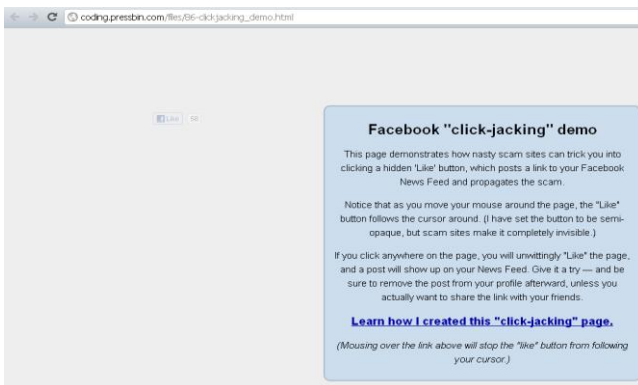 coding.pressbin.com/files/86-clickjacking_demo.html
Like 56
Facebook "click-jacking" demo
This page demonstrates how nasty scam sites can trick you into
clicking a hidden 'Like' button, which posts a link to your Facebook
News Feed and propagates the scam.
Notice that as you move your mouse around the page, the "Like"
button follows the cursor around. (I have set the button to be semi-
opaque, but scam sites make it completely invisible.)
If you click anywhere on the page, you will unwittingly "Like" the page,
and a post will show up on your News Feed. Give it a try — and be
sure to remove the post from your profile afterward, unless you
actually want to share the link with your friends.
Learn how I created this "click-jacking" page.
(Mousing over the link above will stop the "like" button from following
your cursor.)